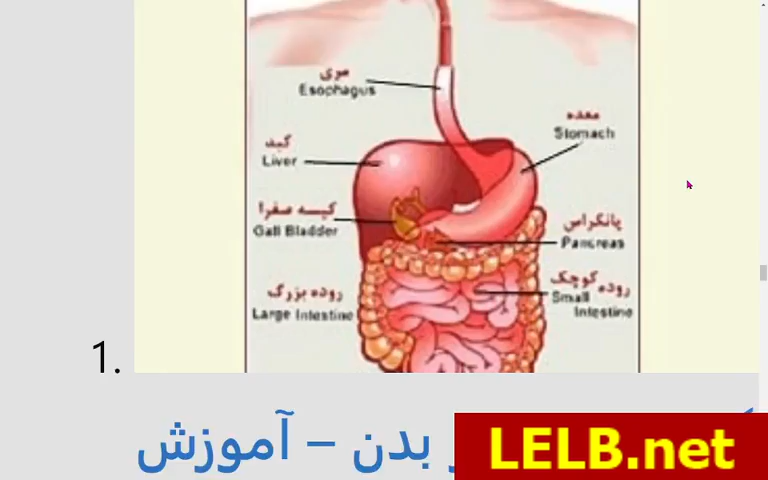 مری
Esophagus
معده
Stomach
کبد
Liver
کیسه صفرا
Gall Bladder
پانکراس
Pancreas
روده بزرگ
Large Intestine
روده کوچک
Small
Intestine
1.
بدن – آموزش
LELB.net